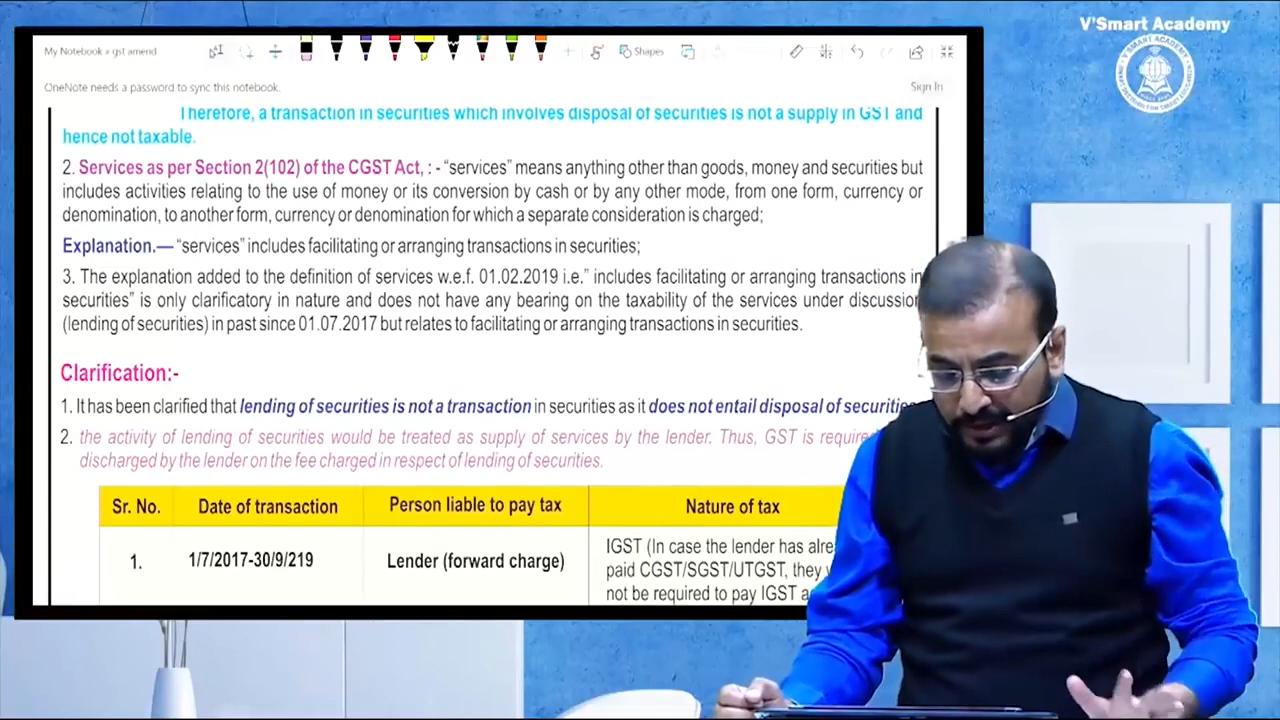 V'Smart Academy
My Notebook » gst amend
Shapes
OneNote needs a password to sync this notebook.
Sign In
Therefore, a transaction in securities which involves disposal of securities is not a supply in GST and
hence not taxable.
2. Services as per Section 2(102) of the CGST Act, : - “services” means anything other than goods, money and securities but
includes activities relating to the use of money or its conversion by cash or by any other mode, from one form, currency or
denomination, to another form, currency or denomination for which a separate consideration is charged;
Explanation.— “services” includes facilitating or arranging transactions in securities;
3. The explanation added to the definition of services w.e.f. 01.02.2019 i.e.” includes facilitating or arranging transactions in
securities” is only clarificatory in nature and does not have any bearing on the taxability of the services under discussion
(lending of securities) in past since 01.07.2017 but relates to facilitating or arranging transactions in securities.
Clarification:-
1. It has been clarified that lending of securities is not a transaction in securities as it does not entail disposal of
2. the activity of lending of securities would be treated as supply of services by the lender. Thus, GST is
discharged by the lender on the fee charged in respect of lending of securities.
Sr. No. Date of transaction Person liable to pay tax Nature of tax
1. 1/7/2017-30/9/219 Lender (forward charge) IGST (In case the lender has
paid CGST/SGST/UTGST, they
not be required to pay IGST